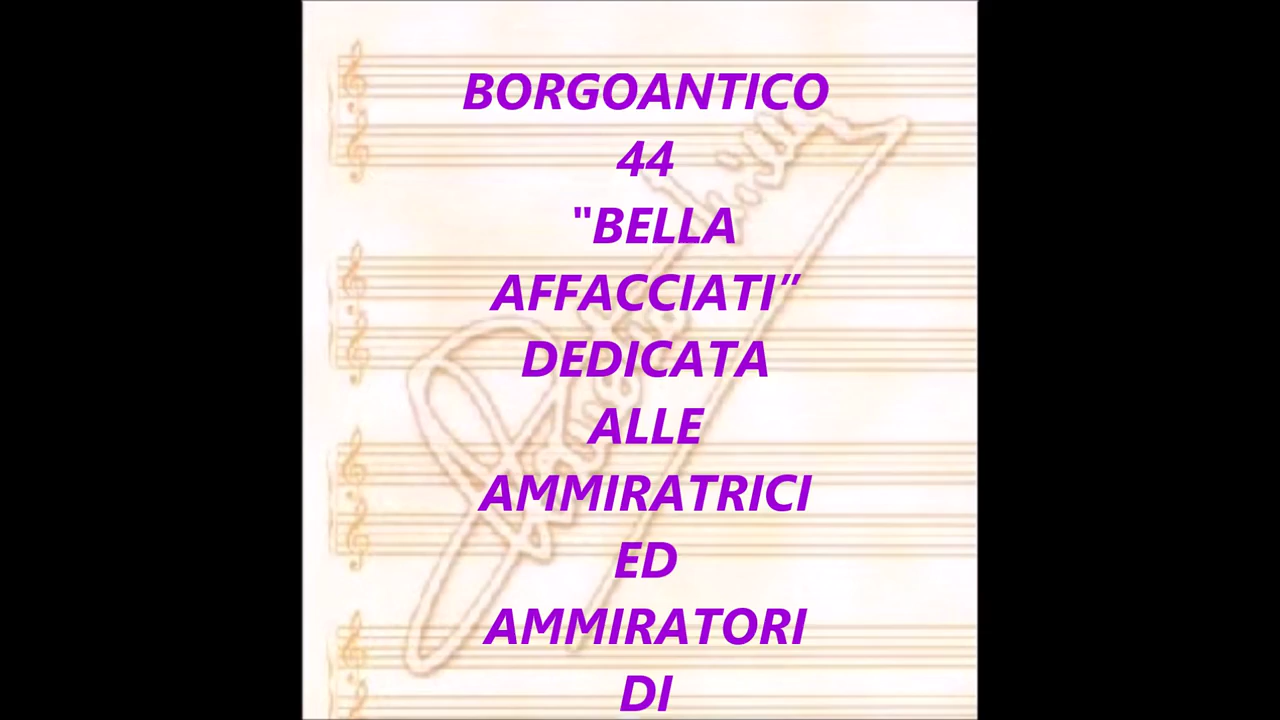 BORGOANTICO
44
"BELLA
AFFACCIATI”
DEDICATA
ALLE
AMMIRATRICI
ED
AMMIRATORI
DI